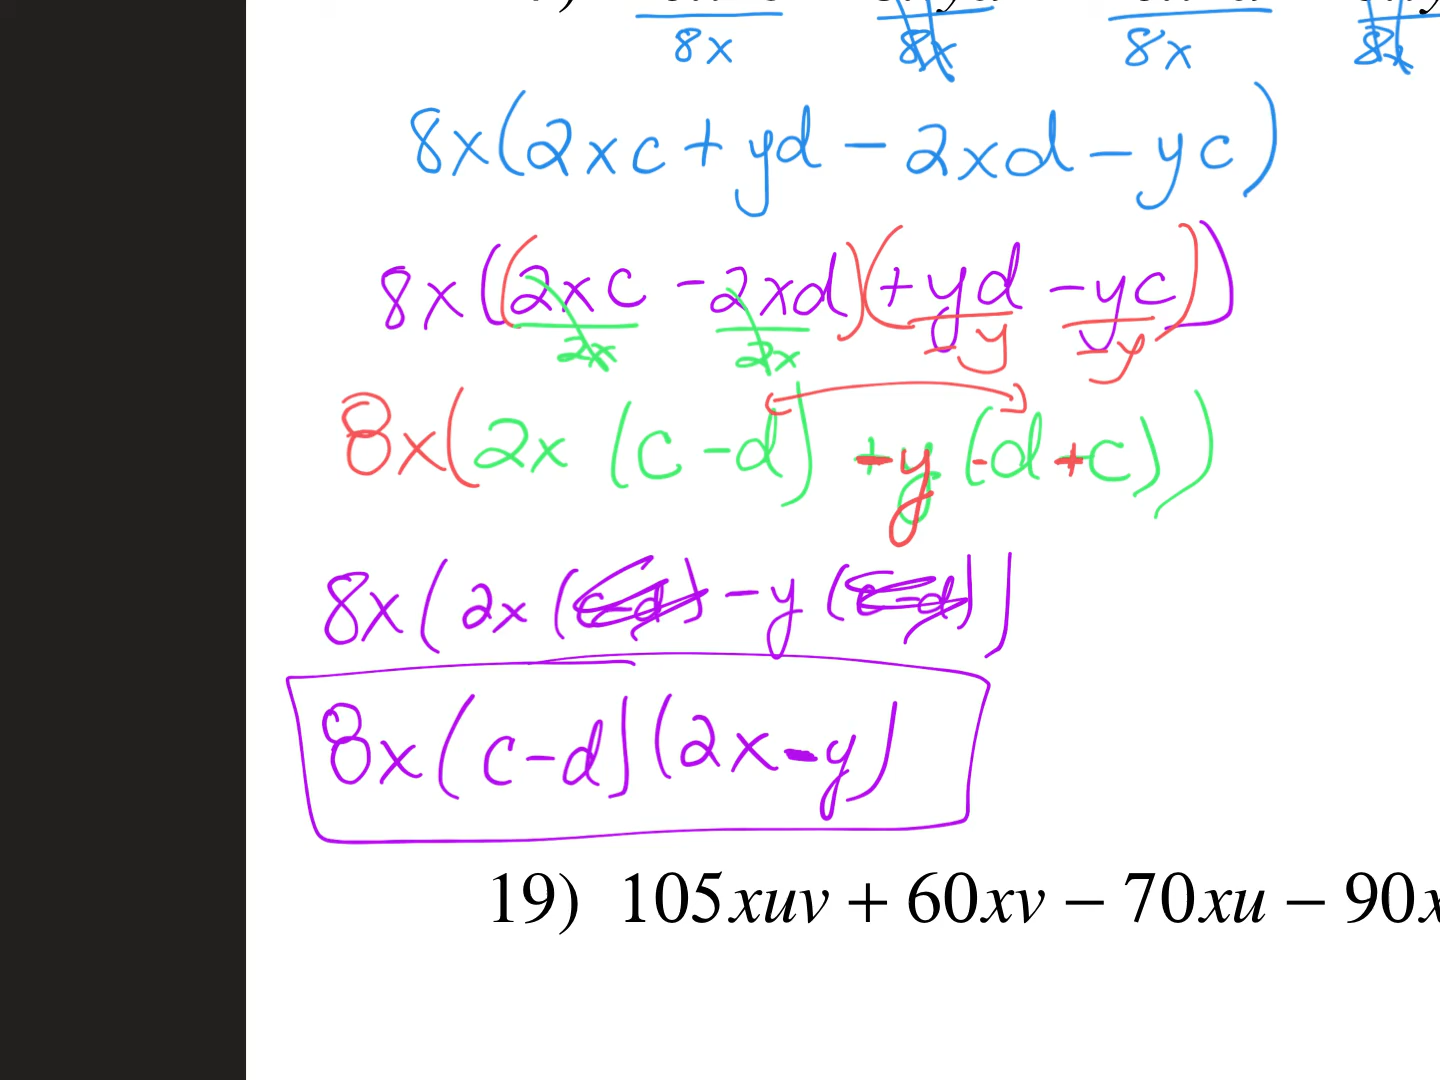 8x 8x 8x 8x
8x(2xc + yd - 2xd - yc)
8x((2xc - 2xd)(+yd - yc))
2x 2x -y -y
8x(2x (c-d) -y (-d+c))
8x(2x (c-d) - y (c-d))
8x(c-d)(2x-y)
19) 105xuv + 60xv − 70xu − 90x